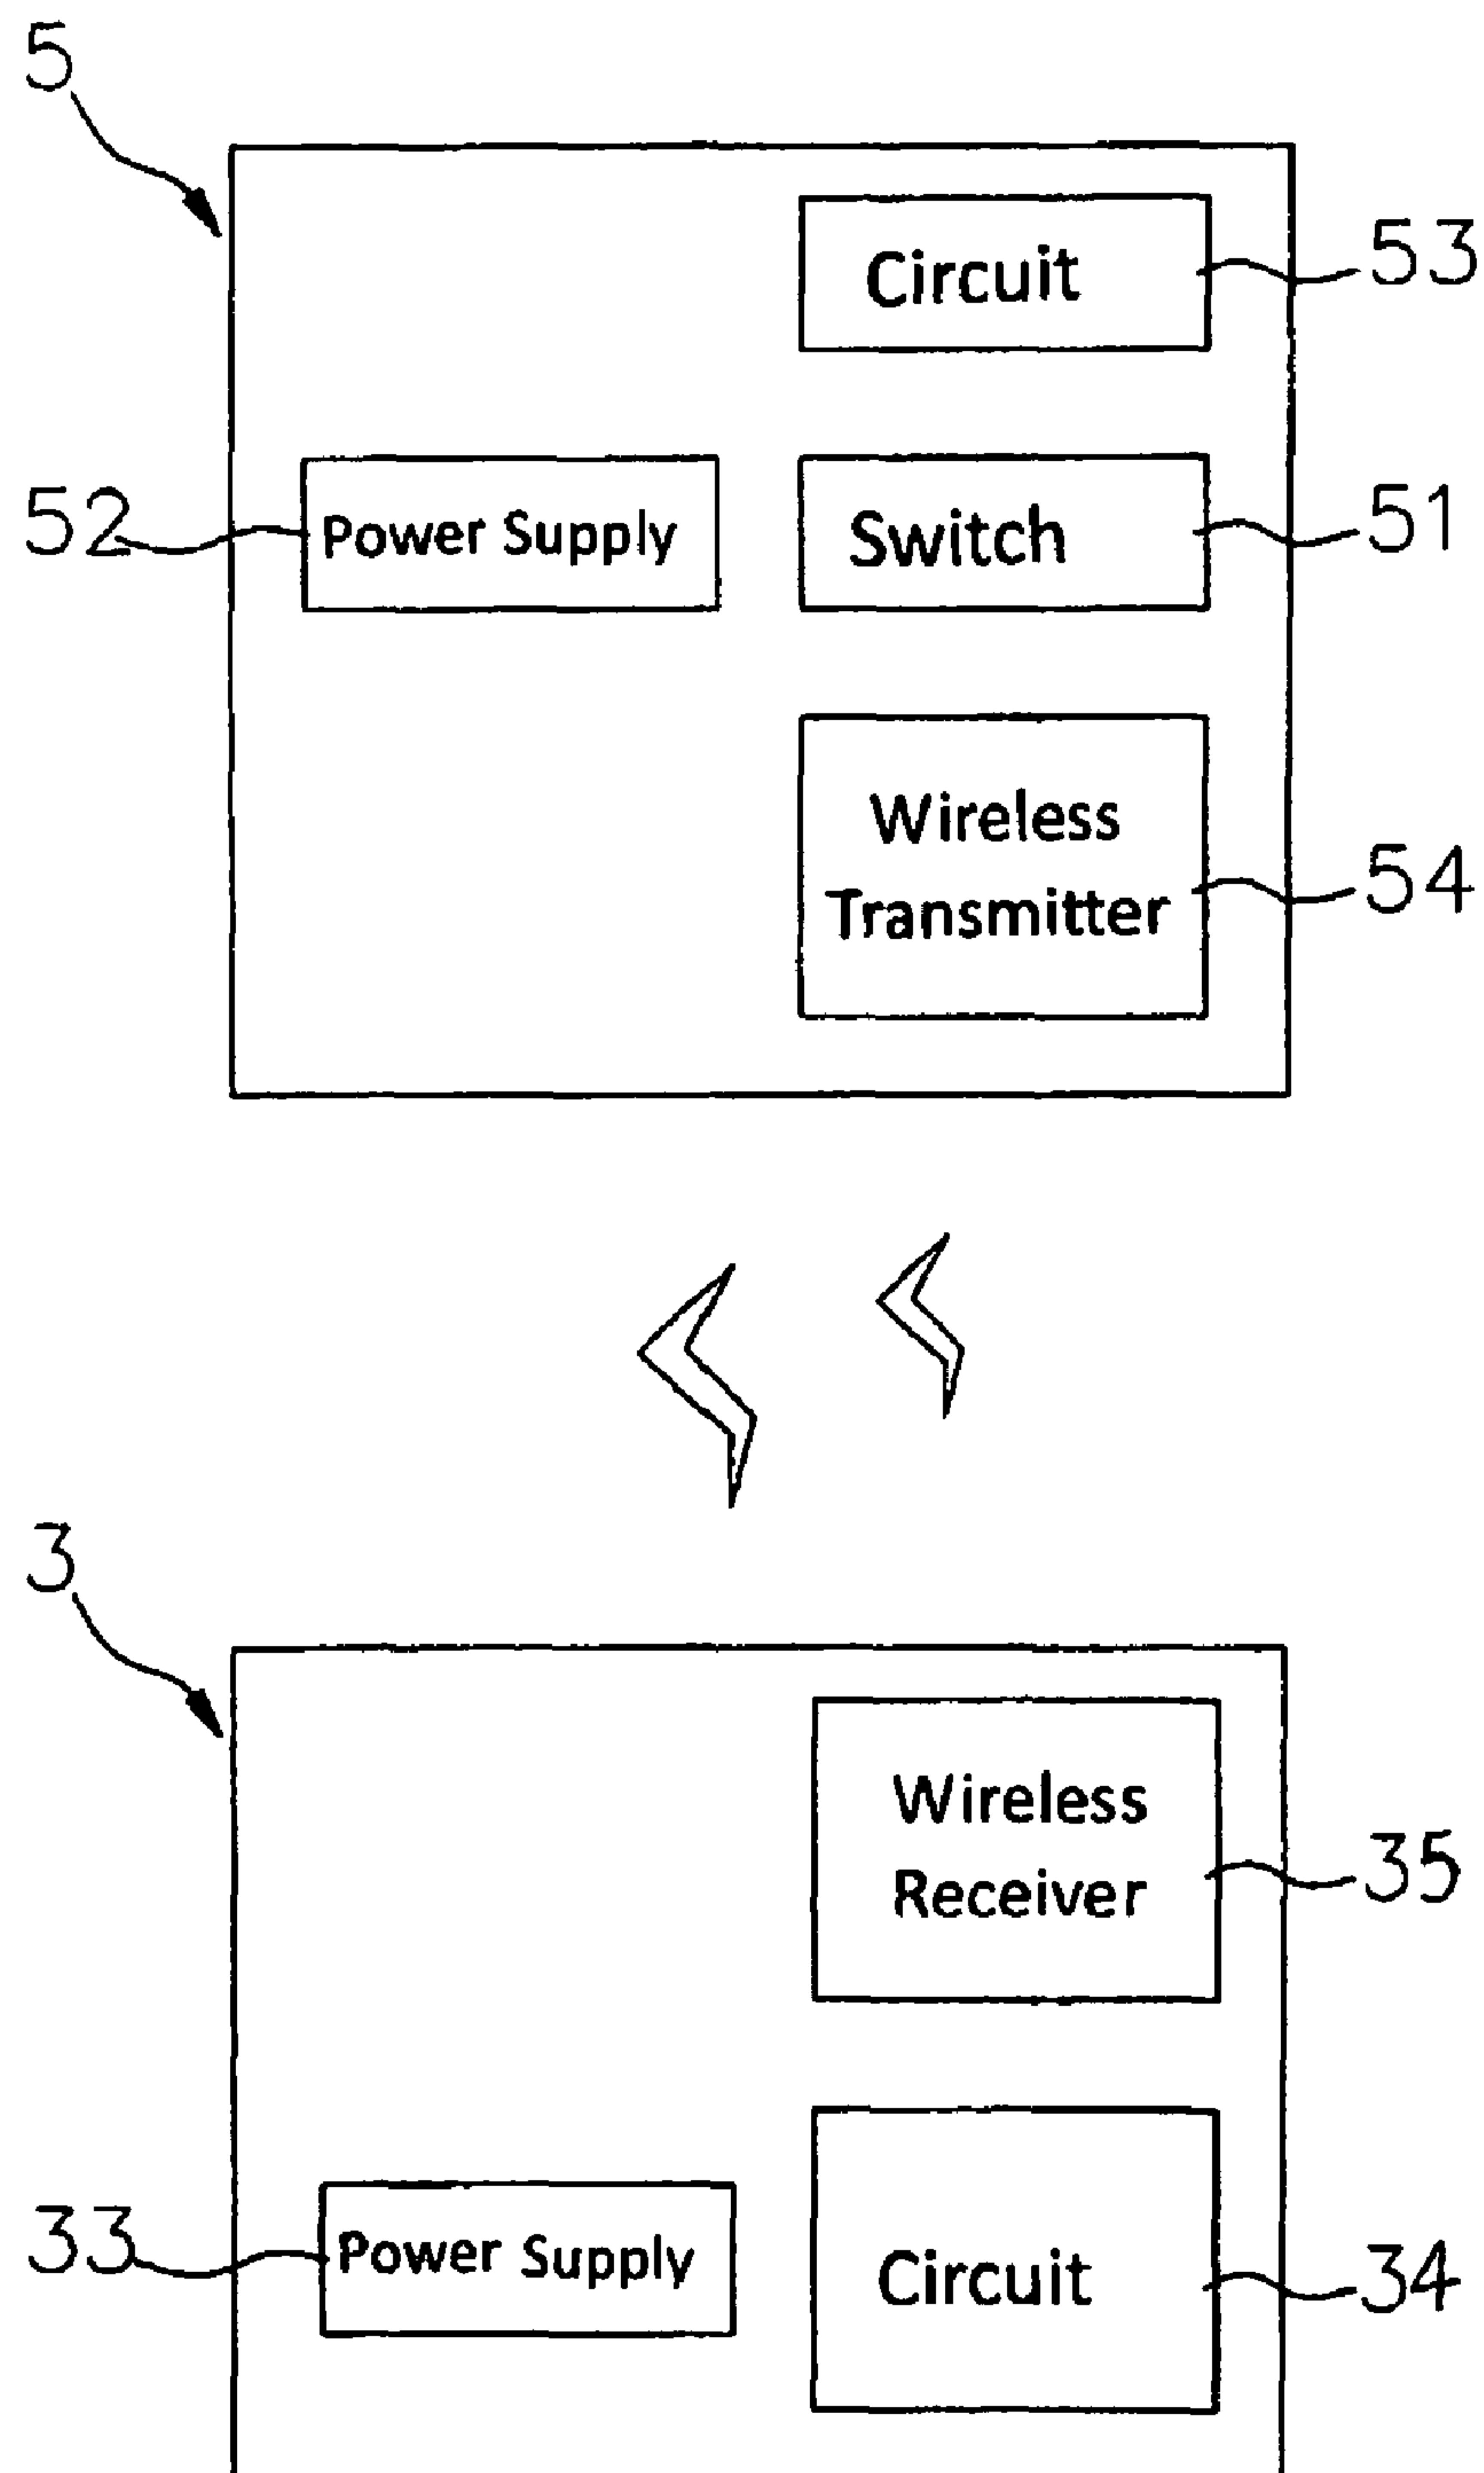 5
Circuit
53
52
Power Supply
Switch
51
Wireless
Transmitter
54
3
Wireless
Receiver
35
33
Power Supply
Circuit
34